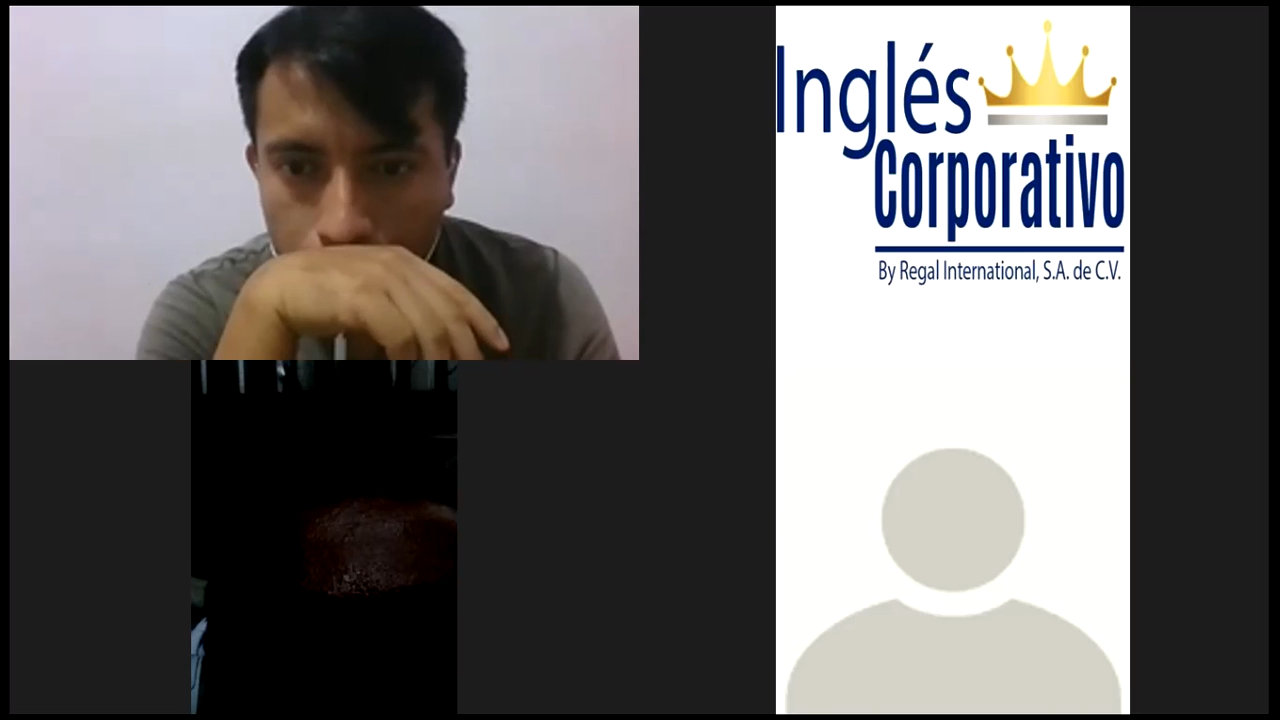 Inglés
Corporativo
By Regal International, S.A. de C.V.